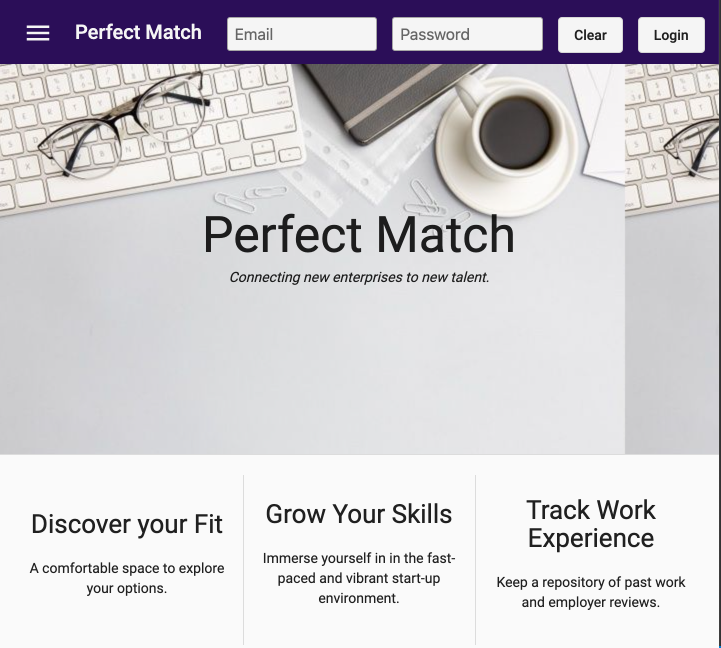 Perfect Match
Email
Password
Clear
Login
Perfect Match
Connecting new enterprises to new talent.
Discover your Fit
A comfortable space to explore
your options.
Grow Your Skills
Immerse yourself in in the fast-
paced and vibrant start-up
environment.
Track Work
Experience
Keep a repository of past work
and employer reviews.